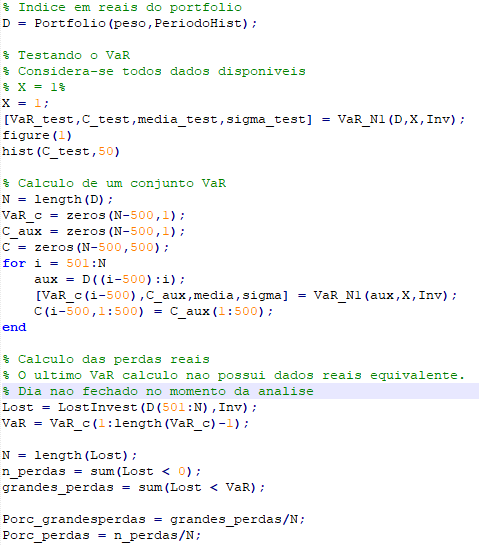 % Indice em reais do portfolio
D = Portfolio(peso,PeriodoHist);
% Testando o VaR
% Considera-se todos dados disponiveis
% X = 1%
X = 1;
[VaR_test,C_test,media_test,sigma_test] = VaR_N1(D,X,Inv);
figure(1)
hist(C_test,50)
% Calculo de um conjunto VaR
N = length(D);
VaR_c = zeros(N-500,1);
C_aux = zeros(N-500,1);
C = zeros(N-500,500);
for i = 501:N
aux = D((i-500):i);
[VaR_c(i-500),C_aux,media,sigma] = VaR_N1(aux,X,Inv);
C(i-500,1:500) = C_aux(1:500);
end
% Calculo das perdas reais
% O ultimo VaR calculo nao possui dados reais equivalente.
% Dia nao fechado no momento da analise
Lost = LostInvest(D(501:N),Inv);
VaR = VaR_c(1:length(VaR_c)-1);
N = length(Lost);
n_perdas = sum(Lost < 0);
grandes_perdas = sum(Lost < VaR);
Porc_grandesperdas = grandes_perdas/N;
Porc_perdas = n_perdas/N;